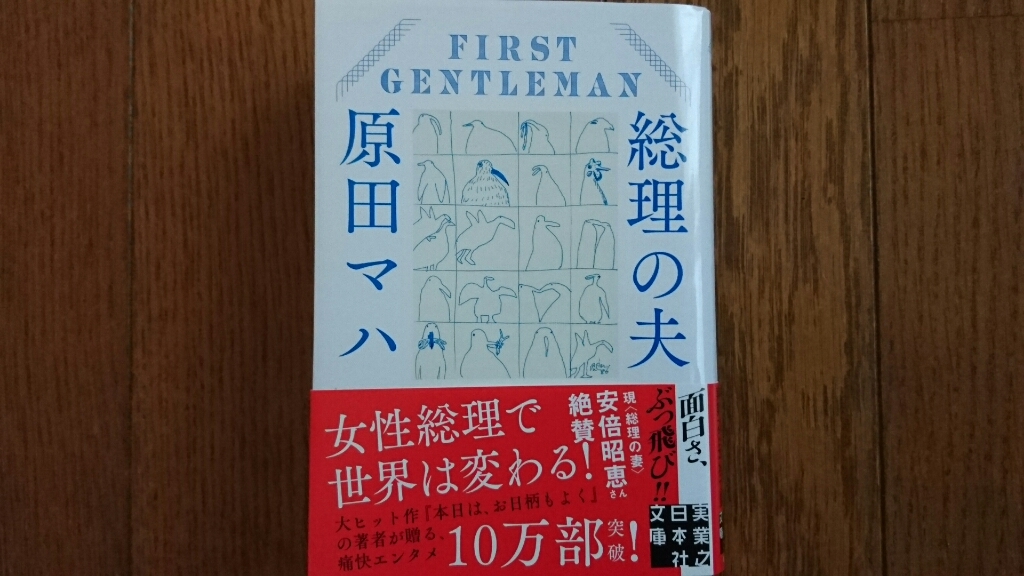 FIRST
GENTLEMAN
総理の夫
原田マハ
面白さ、
ぶっ飛び!!
現〈総理の妻〉
安倍昭恵さん
絶賛
女性総理で
世界は変わる!
大ヒット作『本日は、お日柄もよく』
の著者が贈る、
痛快エンタメ
10万部突破!
実業之
日本社
文庫